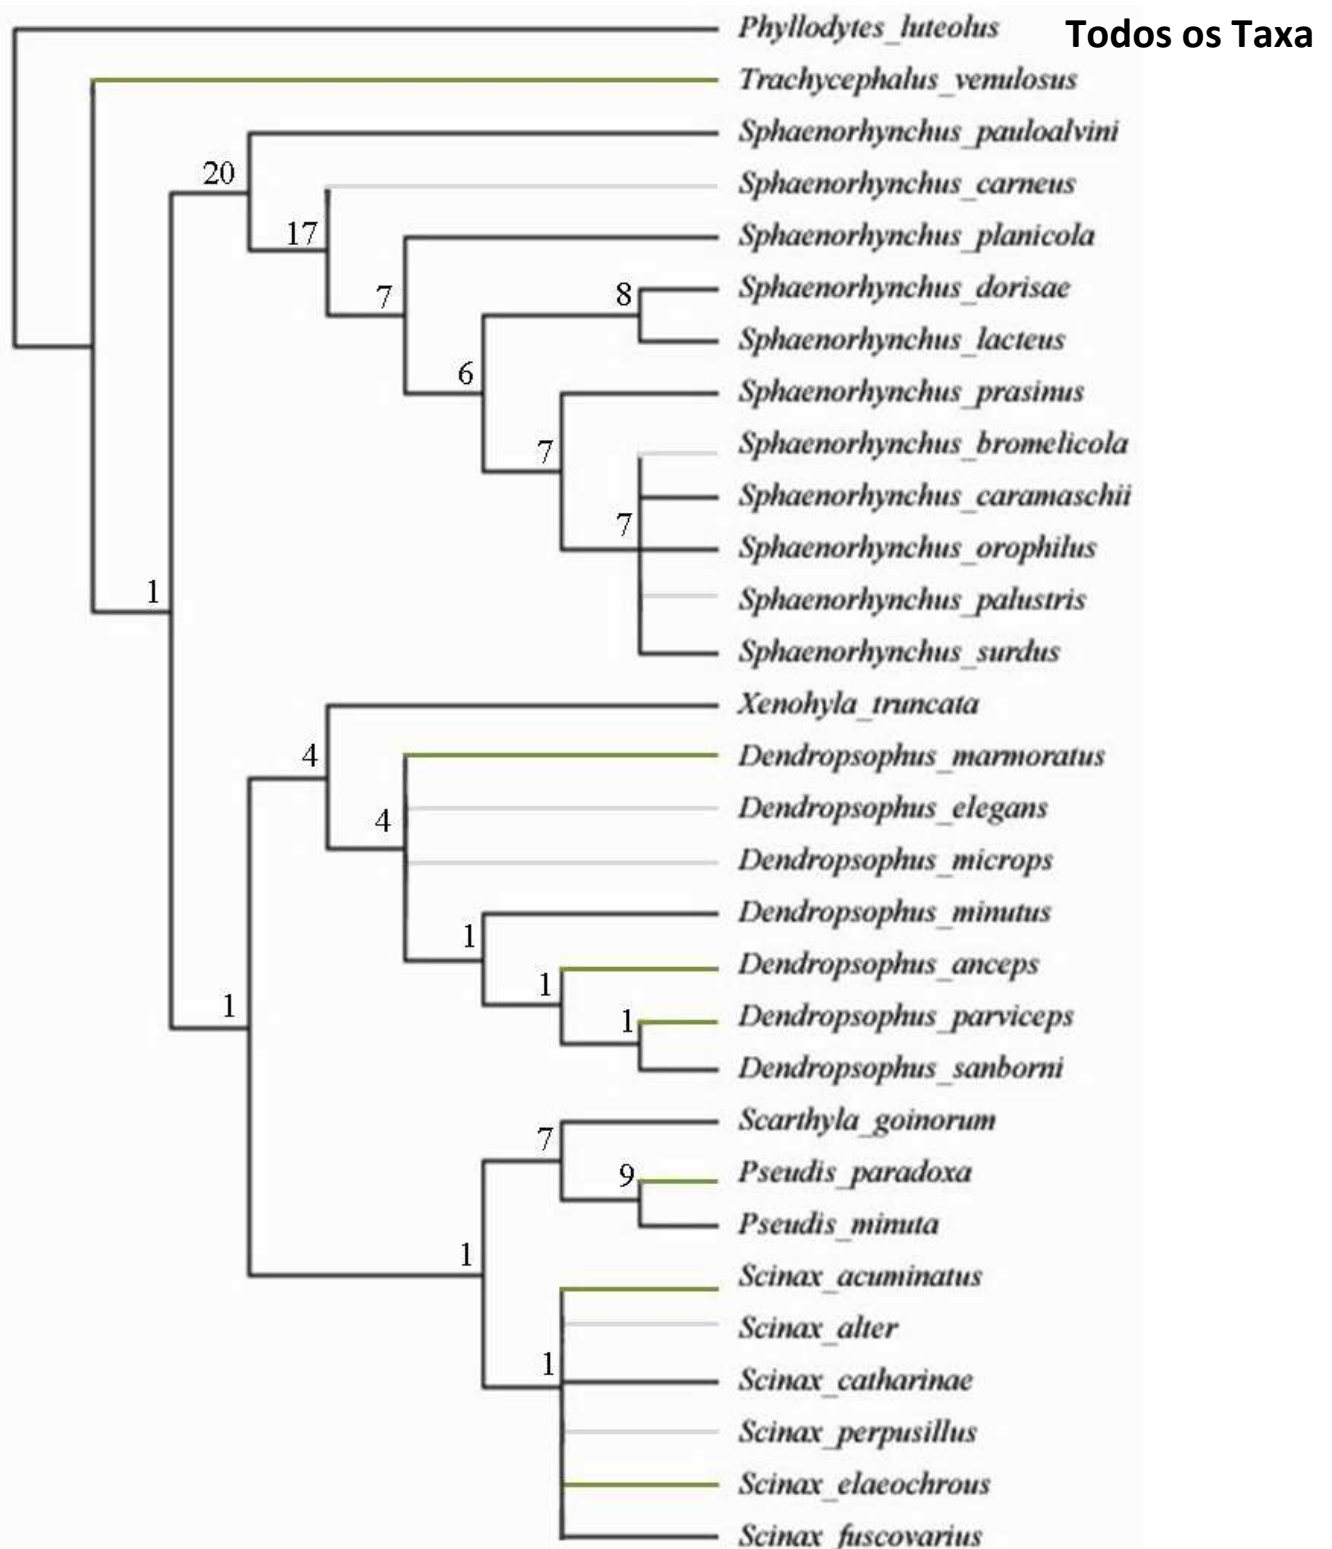 Phyllodytes_luteolus
Todos os Taxa
Trachycephalus_venulosus
Sphaenorhynchus_pauloalvini
20
Sphaenorhynchus_carneus
17
Sphaenorhynchus_planicola
7
Sphaenorhynchus_dorisae
8
Sphaenorhynchus_lacteus
6
Sphaenorhynchus_prasinus
7
Sphaenorhynchus_bromelicola
Sphaenorhynchus_caramaschii
7
Sphaenorhynchus_orophilus
1
Sphaenorhynchus_palustris
Sphaenorhynchus_surdus
Xenohyla_truncata
4
Dendropsophus_marmoratus
Dendropsophus_elegans
4
Dendropsophus_microps
Dendropsophus_minutus
1
Dendropsophus_anceps
1
1
Dendropsophus_parviceps
1
Dendropsophus_sanborni
Scarthyla_goinorum
7
Pseudis_paradoxa
9
Pseudis_minuta
1
Scinax_acuminatus
Scinax_alter
1
Scinax_catharinae
Scinax_perpusillus
Scinax_elaeochrous
Scinax_fuscovarius